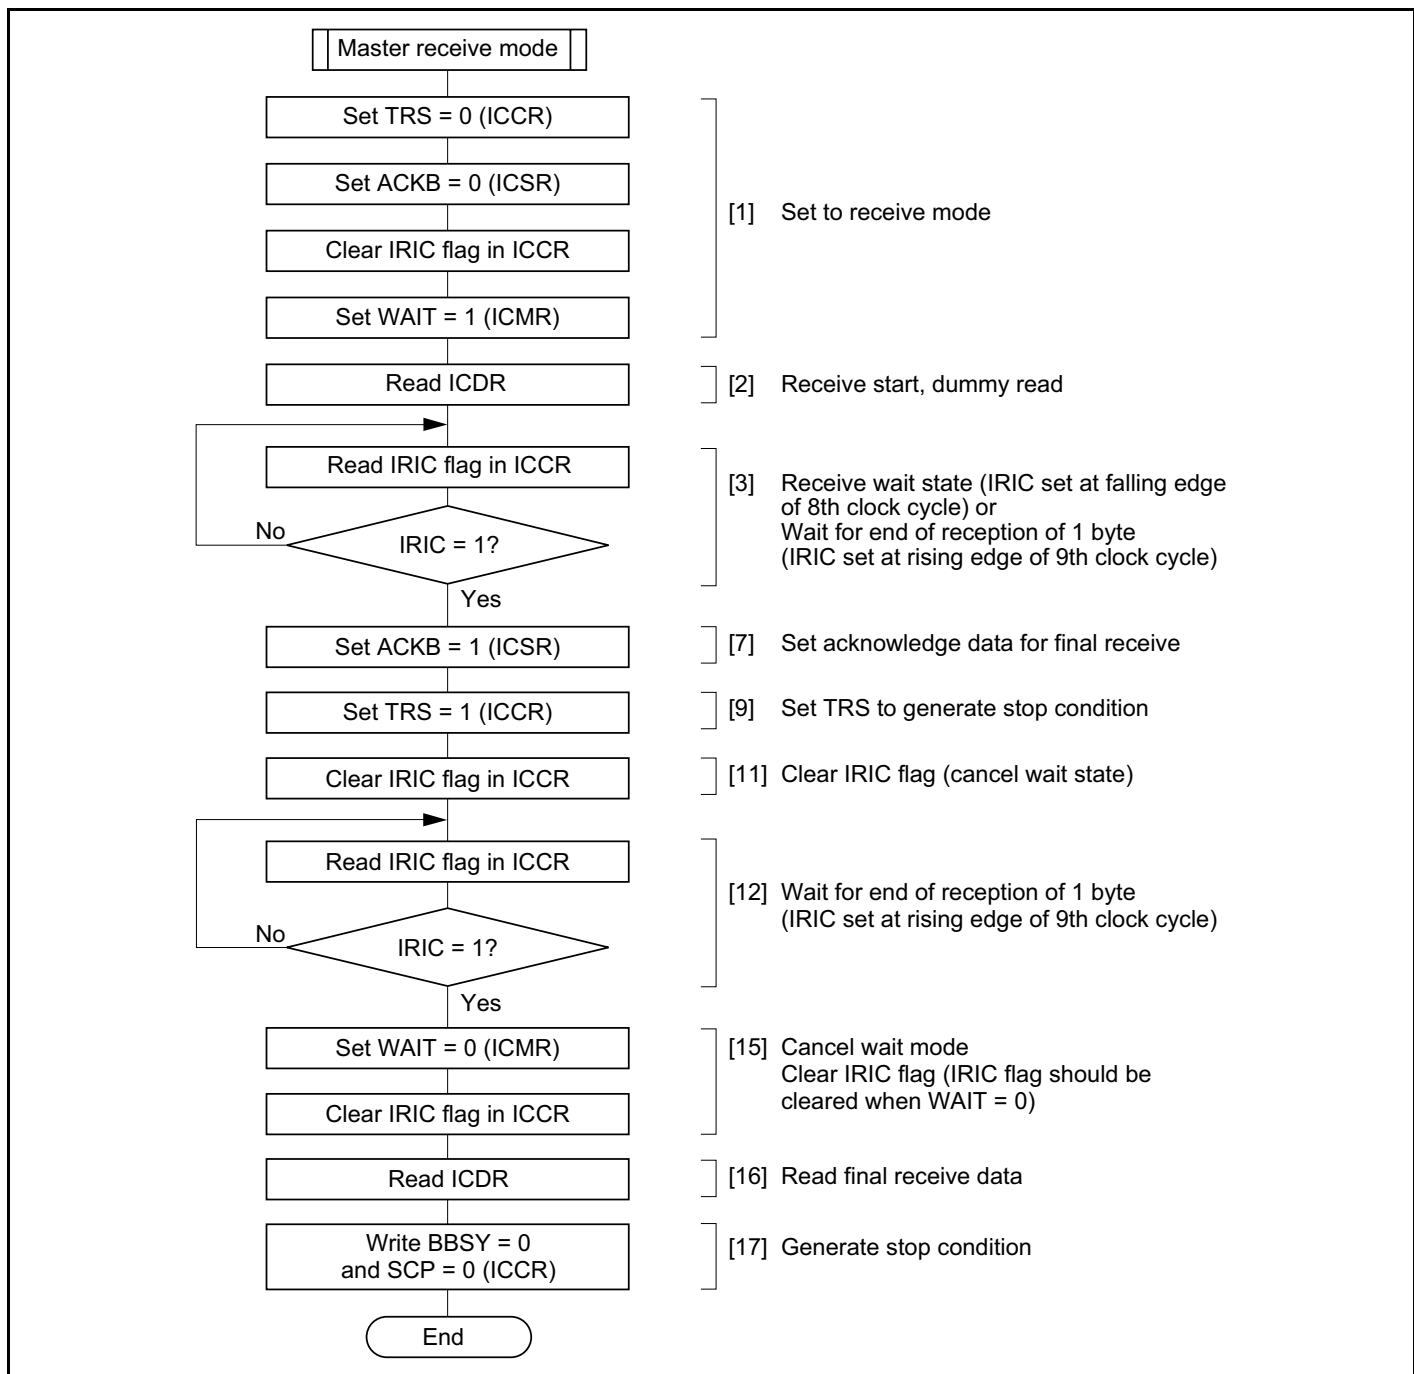 Master receive mode
Set TRS = 0 (ICCR)
Set ACKB = 0 (ICSR)
Clear IRIC flag in ICCR
Set WAIT = 1 (ICMR)
[1] Set to receive mode
Read ICDR
[2] Receive start, dummy read
Read IRIC flag in ICCR
No
IRIC = 1?
Yes
[3] Receive wait state (IRIC set at falling edge
of 8th clock cycle) or
Wait for end of reception of 1 byte
(IRIC set at rising edge of 9th clock cycle)
Set ACKB = 1 (ICSR)
[7] Set acknowledge data for final receive
Set TRS = 1 (ICCR)
[9] Set TRS to generate stop condition
Clear IRIC flag in ICCR
[11] Clear IRIC flag (cancel wait state)
Read IRIC flag in ICCR
No
IRIC = 1?
Yes
[12] Wait for end of reception of 1 byte
(IRIC set at rising edge of 9th clock cycle)
Set WAIT = 0 (ICMR)
Clear IRIC flag in ICCR
[15] Cancel wait mode
Clear IRIC flag (IRIC flag should be
cleared when WAIT = 0)
Read ICDR
[16] Read final receive data
Write BBSY = 0
and SCP = 0 (ICCR)
[17] Generate stop condition
End